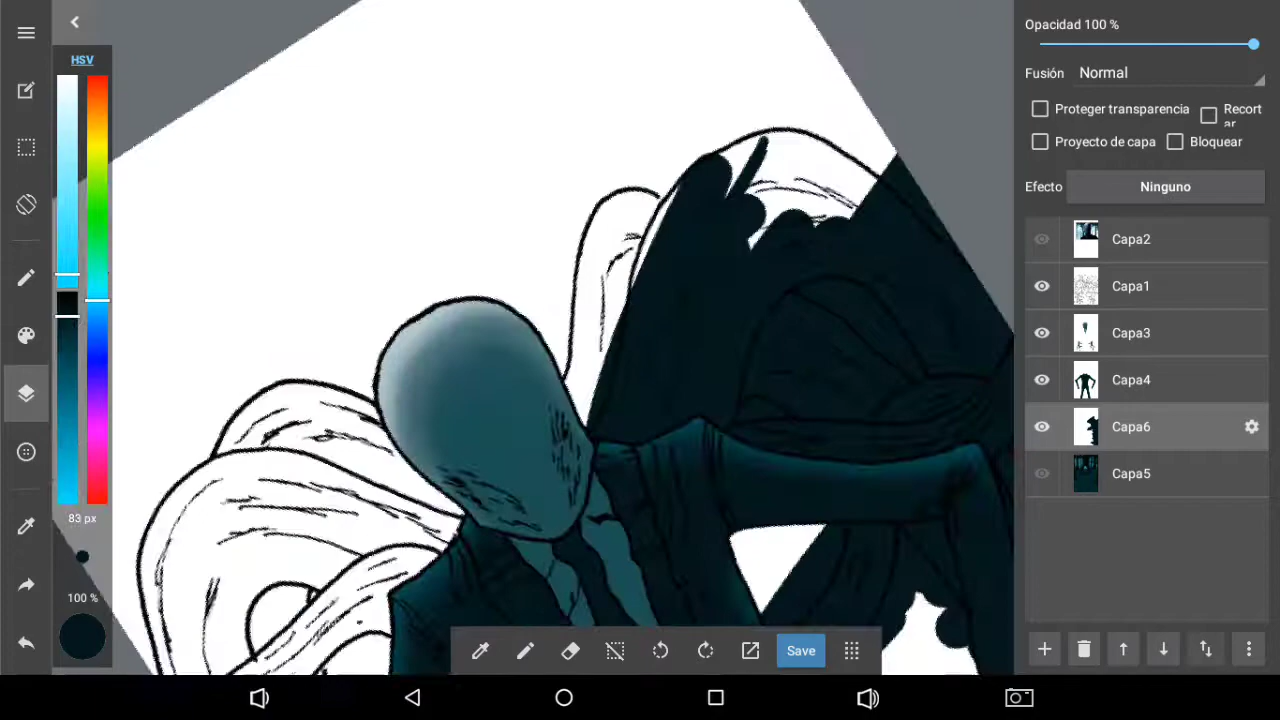 HSV
83 px
100 %
Save
Opacidad 100 %
Fusión Normal
Proteger transparencia
Recort
ar
Proyecto de capa
Bloquear
Efecto Ninguno
Capa2
Capa1
Capa3
Capa4
Capa6
Capa5